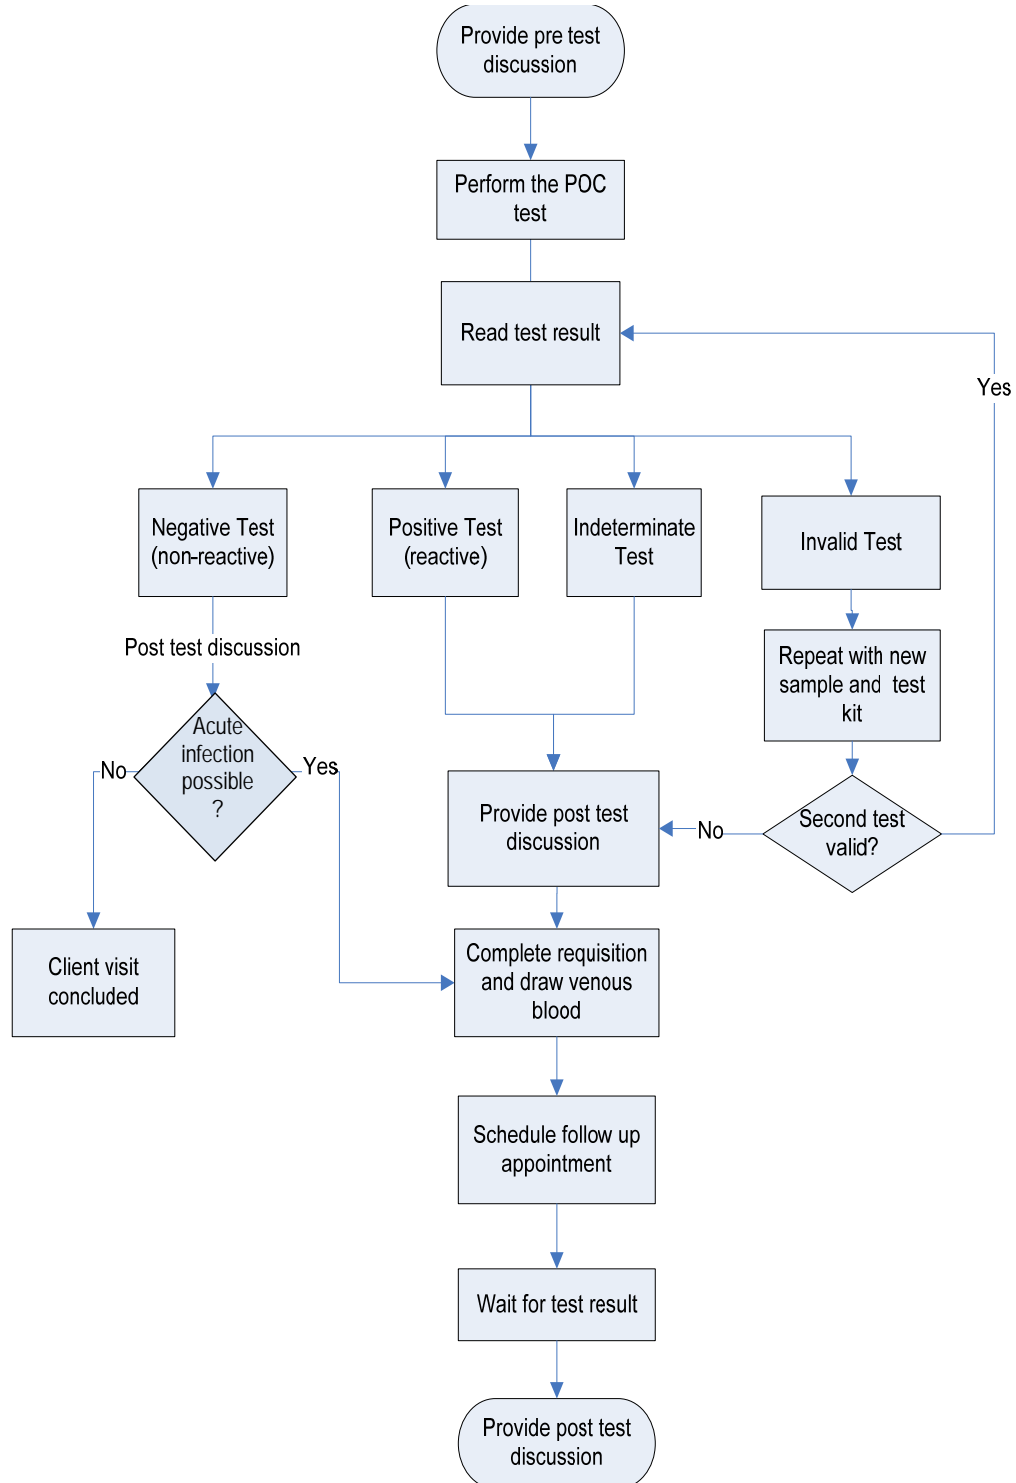 Provide pre test
discussion
Perform the POC
test
Read test result
Yes
Negative Test
(non-reactive)
Positive Test
(reactive)
Indeterminate
Test
Invalid Test
Post test discussion
Repeat with new
sample and test
kit
Acute
infection
possible
?
No
Yes
Provide post test
discussion
No
Second test
valid?
Client visit
concluded
Complete requisition
and draw venous
blood
Schedule follow up
appointment
Wait for test result
Provide post test
discussion